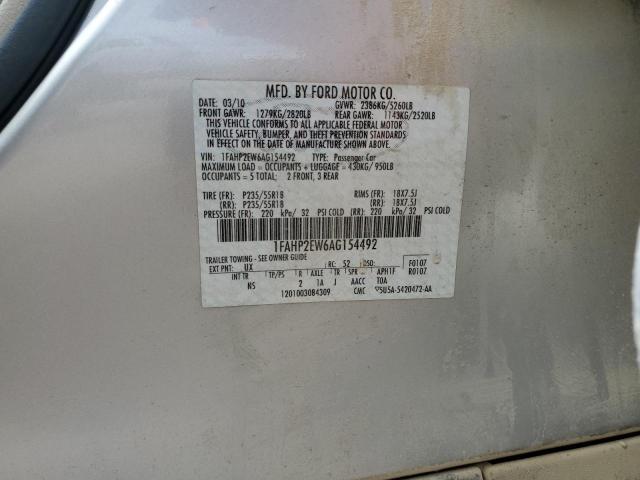 MFD. BY FORD MOTOR CO.
DATE: 03/10 GVWR: 2386KG/5260LB
FRONT GAWR: 1279KG/2820LB REAR GAWR: 1143KG/2520LB
THIS VEHICLE CONFORMS TO ALL APPLICABLE FEDERAL MOTOR
VEHICLE SAFETY, BUMPER, AND THEFT PREVENTION STANDARDS IN
EFFECT ON THE DATE OF MANUFACTURE SHOWN ABOVE.
VIN: 1FAHP2EW6AG154492 TYPE: Passenger Car
MAXIMUM LOAD = OCCUPANTS + LUGGAGE = 430KG/ 950LB
OCCUPANTS = 5 TOTAL: 2 FRONT, 3 REAR
TIRE (FR): P235/55R18 RIMS (FR): 18X7.5J
(RR): P235/55R18 (RR): 18X7.5J
PRESSURE (FR): 220 kPa/ 32 PSI COLD (RR): 220 kPa/ 32 PSI COLD
1FAHP2EW6AG154492
TRAILER TOWING - SEE OWNER GUIDE
EXT PNT: UX RC: 52 DSO: F0107
INT TR TP/PS R AXLE TR SPR APH1F R0107
NS 2 1A J AACC TOA
1201003084309 CMC 5U5A-5420472-AA